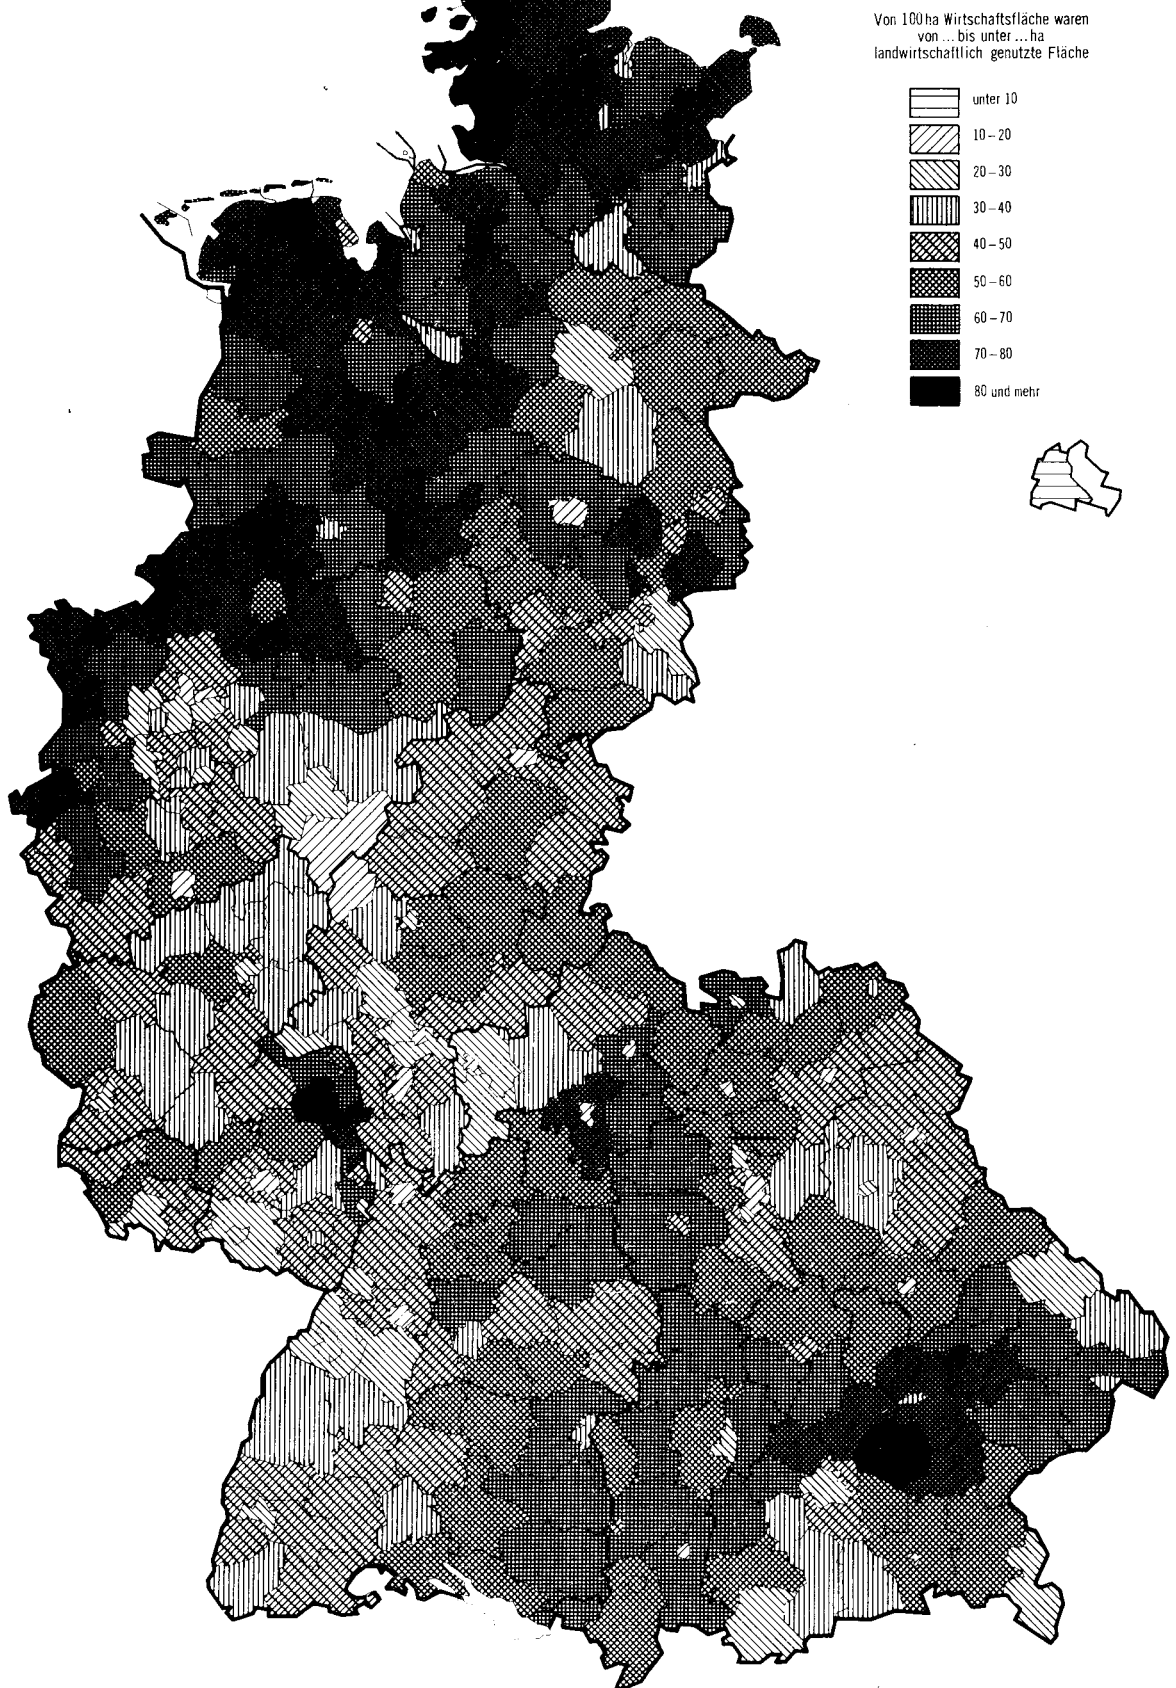 Von 100 ha Wirtschaftsfläche waren
von ... bis unter ... ha
landwirtschaftlich genutzte Fläche
unter 10
10–20
20–30
30–40
40–50
50–60
60–70
70–80
80 und mehr